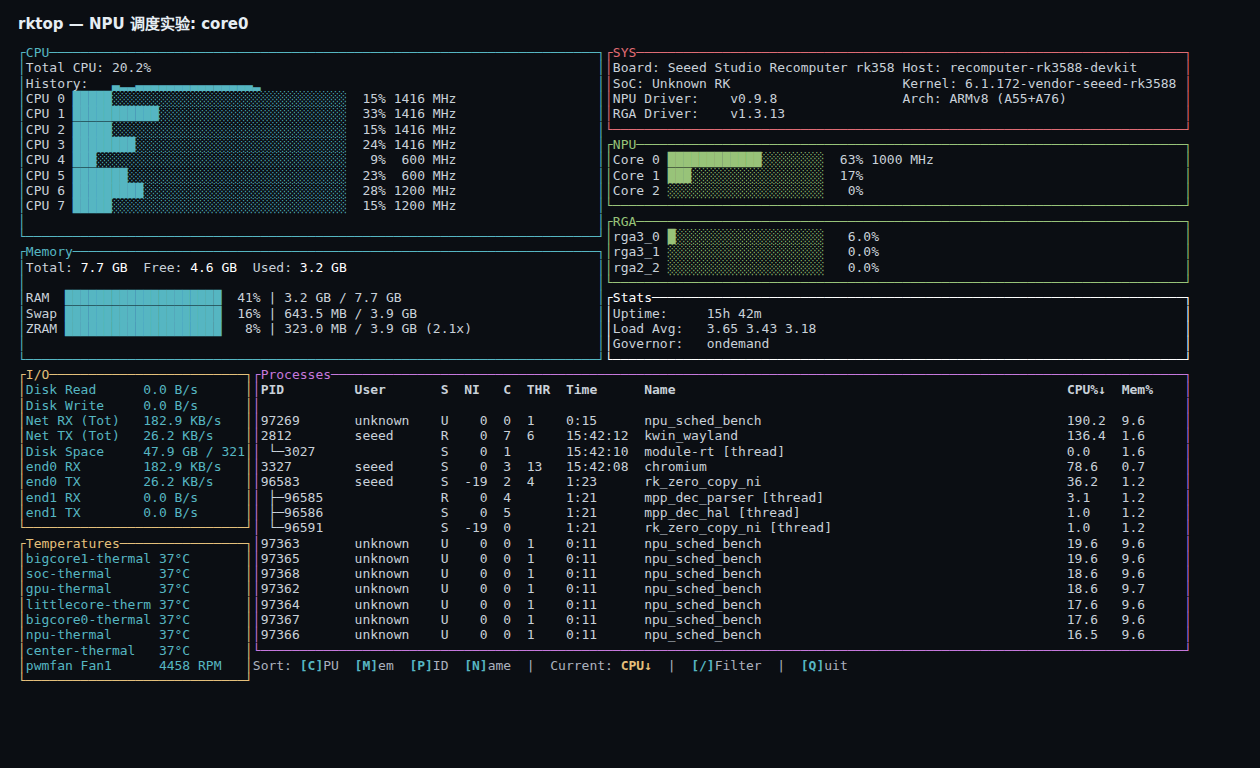 rktop — NPU 调度实验: core0
CPU
Total CPU: 20.2%
History:
CPU 0 15% 1416 MHz
CPU 1 33% 1416 MHz
CPU 2 15% 1416 MHz
CPU 3 24% 1416 MHz
CPU 4 9% 600 MHz
CPU 5 23% 600 MHz
CPU 6 28% 1200 MHz
CPU 7 15% 1200 MHz
SYS
Board: Seeed Studio Recomputer rk358 Host: recomputer-rk3588-devkit
SoC: Unknown RK Kernel: 6.1.172-vendor-seeed-rk3588
NPU Driver: v0.9.8 Arch: ARMv8 (A55+A76)
RGA Driver: v1.3.13
NPU
Core 0 63% 1000 MHz
Core 1 17%
Core 2 0%
RGA
rga3_0 6.0%
rga3_1 0.0%
rga2_2 0.0%
Memory
Total: 7.7 GB Free: 4.6 GB Used: 3.2 GB
RAM 41% | 3.2 GB / 7.7 GB
Swap 16% | 643.5 MB / 3.9 GB
ZRAM 8% | 323.0 MB / 3.9 GB (2.1x)
Stats
Uptime: 15h 42m
Load Avg: 3.65 3.43 3.18
Governor: ondemand
I/O
Disk Read 0.0 B/s
Disk Write 0.0 B/s
Net RX (Tot) 182.9 KB/s
Net TX (Tot) 26.2 KB/s
Disk Space 47.9 GB / 321
end0 RX 182.9 KB/s
end0 TX 26.2 KB/s
end1 RX 0.0 B/s
end1 TX 0.0 B/s
Temperatures
bigcore1-thermal 37°C
soc-thermal 37°C
gpu-thermal 37°C
littlecore-therm 37°C
bigcore0-thermal 37°C
npu-thermal 37°C
center-thermal 37°C
pwmfan Fan1 4458 RPM
Processes
PID User S NI C THR Time Name CPU%↓ Mem%
97269 unknown U 0 0 1 0:15 npu_sched_bench 190.2 9.6
2812 seeed R 0 7 6 15:42:12 kwin_wayland 136.4 1.6
└─3027 S 0 1 15:42:10 module-rt [thread] 0.0 1.6
3327 seeed S 0 3 13 15:42:08 chromium 78.6 0.7
96583 seeed S -19 2 4 1:23 rk_zero_copy_ni 36.2 1.2
├─96585 R 0 4 1:21 mpp_dec_parser [thread] 3.1 1.2
├─96586 S 0 5 1:21 mpp_dec_hal [thread] 1.0 1.2
└─96591 S -19 0 1:21 rk_zero_copy_ni [thread] 1.0 1.2
97363 unknown U 0 0 1 0:11 npu_sched_bench 19.6 9.6
97365 unknown U 0 0 1 0:11 npu_sched_bench 19.6 9.6
97368 unknown U 0 0 1 0:11 npu_sched_bench 18.6 9.6
97362 unknown U 0 0 1 0:11 npu_sched_bench 18.6 9.7
97364 unknown U 0 0 1 0:11 npu_sched_bench 17.6 9.6
97367 unknown U 0 0 1 0:11 npu_sched_bench 17.6 9.6
97366 unknown U 0 0 1 0:11 npu_sched_bench 16.5 9.6
Sort: [C]PU [M]em [P]ID [N]ame | Current: CPU↓ | [/]Filter | [Q]uit